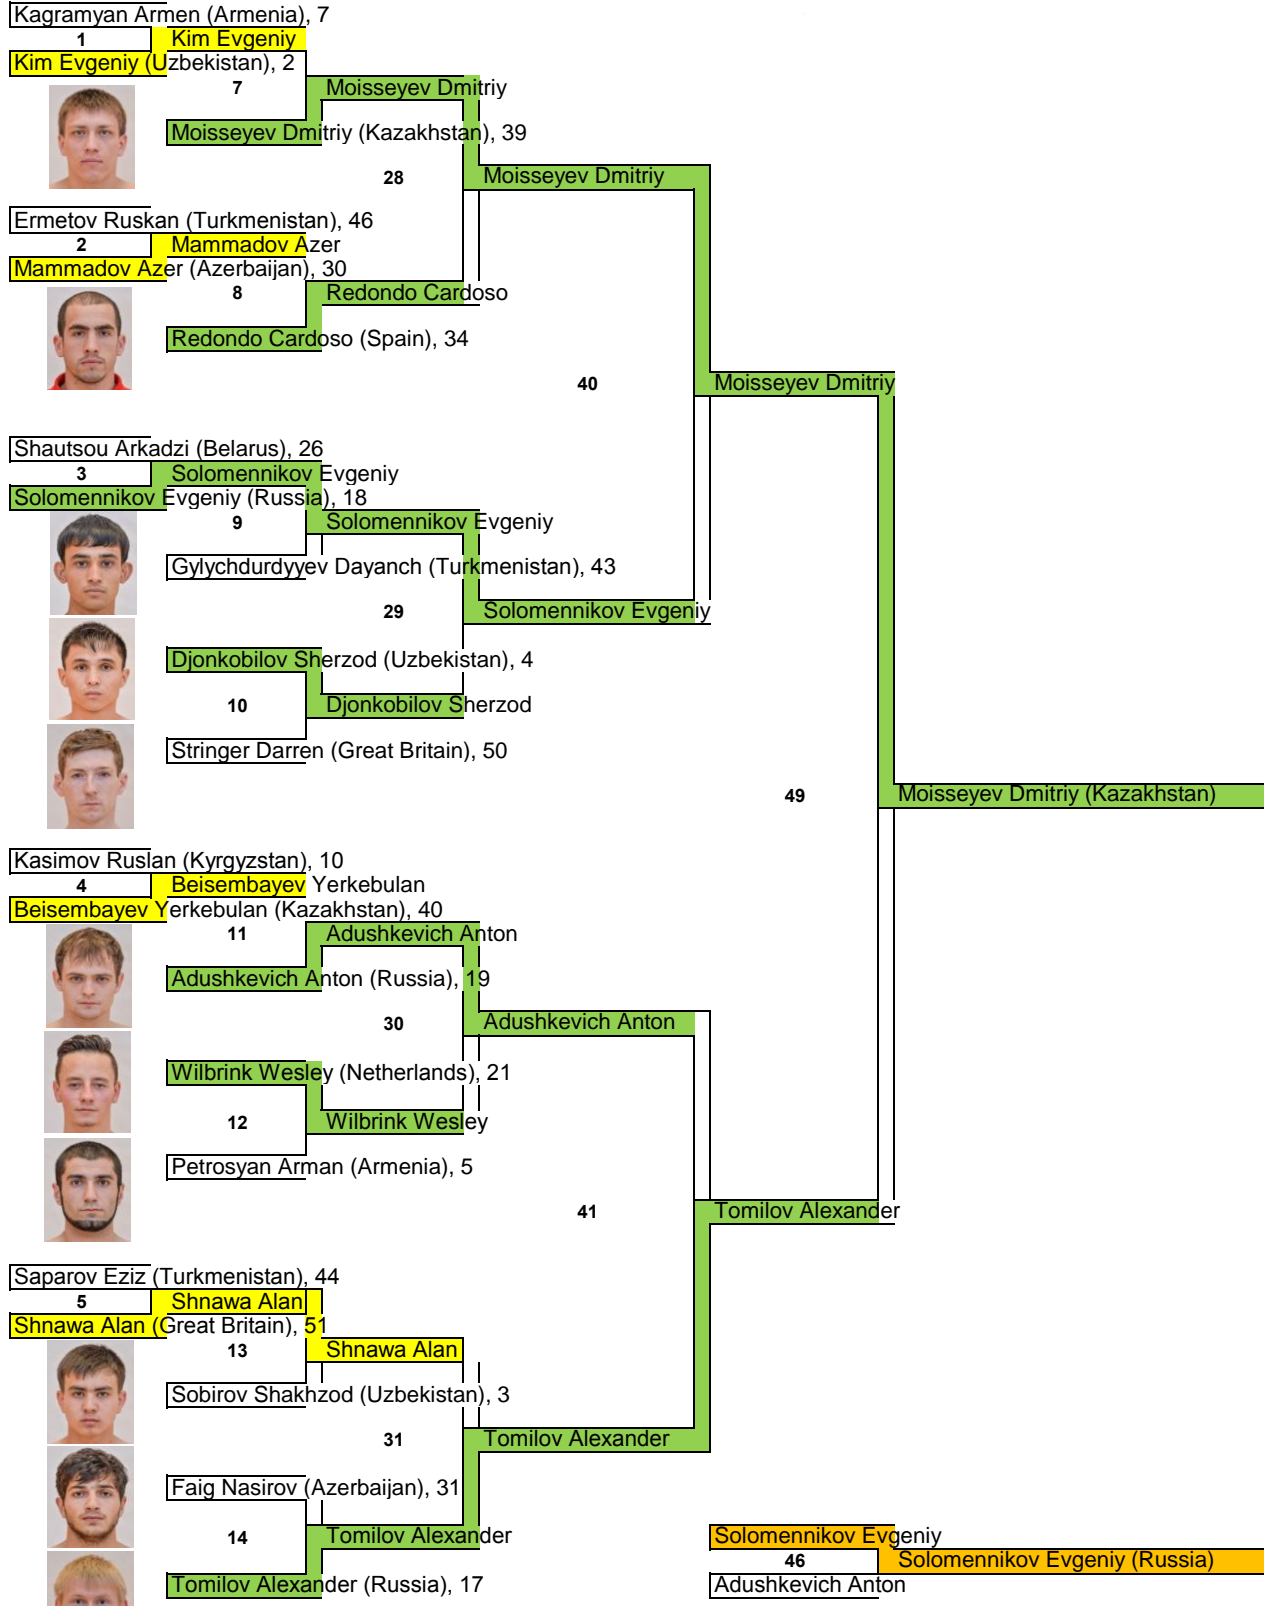 Kagramyan Armen (Armenia), 7
1 Kim Evgeniy
Kim Evgeniy (Uzbekistan), 2
7 Moisseyev Dmitriy
Moisseyev Dmitriy (Kazakhstan), 39
28 Moisseyev Dmitriy
Ermetov Ruskan (Turkmenistan), 46
2 Mammadov Azer
Mammadov Azer (Azerbaijan), 30
8 Redondo Cardoso
Redondo Cardoso (Spain), 34
40 Moisseyev Dmitriy
Shautsou Arkadzi (Belarus), 26
3 Solomennikov Evgeniy
Solomennikov Evgeniy (Russia), 18
9 Solomennikov Evgeniy
Gylychdurdyyev Dayanch (Turkmenistan), 43
29 Solomennikov Evgeniy
Djonkobilov Sherzod (Uzbekistan), 4
10 Djonkobilov Sherzod
Stringer Darren (Great Britain), 50
49 Moisseyev Dmitriy (Kazakhstan)
Kasimov Ruslan (Kyrgyzstan), 10
4 Beisembayev Yerkebulan
Beisembayev Yerkebulan (Kazakhstan), 40
11 Adushkevich Anton
Adushkevich Anton (Russia), 19
30 Adushkevich Anton
Wilbrink Wesley (Netherlands), 21
12 Wilbrink Wesley
Petrosyan Arman (Armenia), 5
41 Tomilov Alexander
Saparov Eziz (Turkmenistan), 44
5 Shnawa Alan
Shnawa Alan (Great Britain), 51
13 Shnawa Alan
Sobirov Shakhzod (Uzbekistan), 3
31 Tomilov Alexander
Faig Nasirov (Azerbaijan), 31
14 Tomilov Alexander
Tomilov Alexander (Russia), 17
Solomennikov Evgeniy
46 Solomennikov Evgeniy (Russia)
Adushkevich Anton